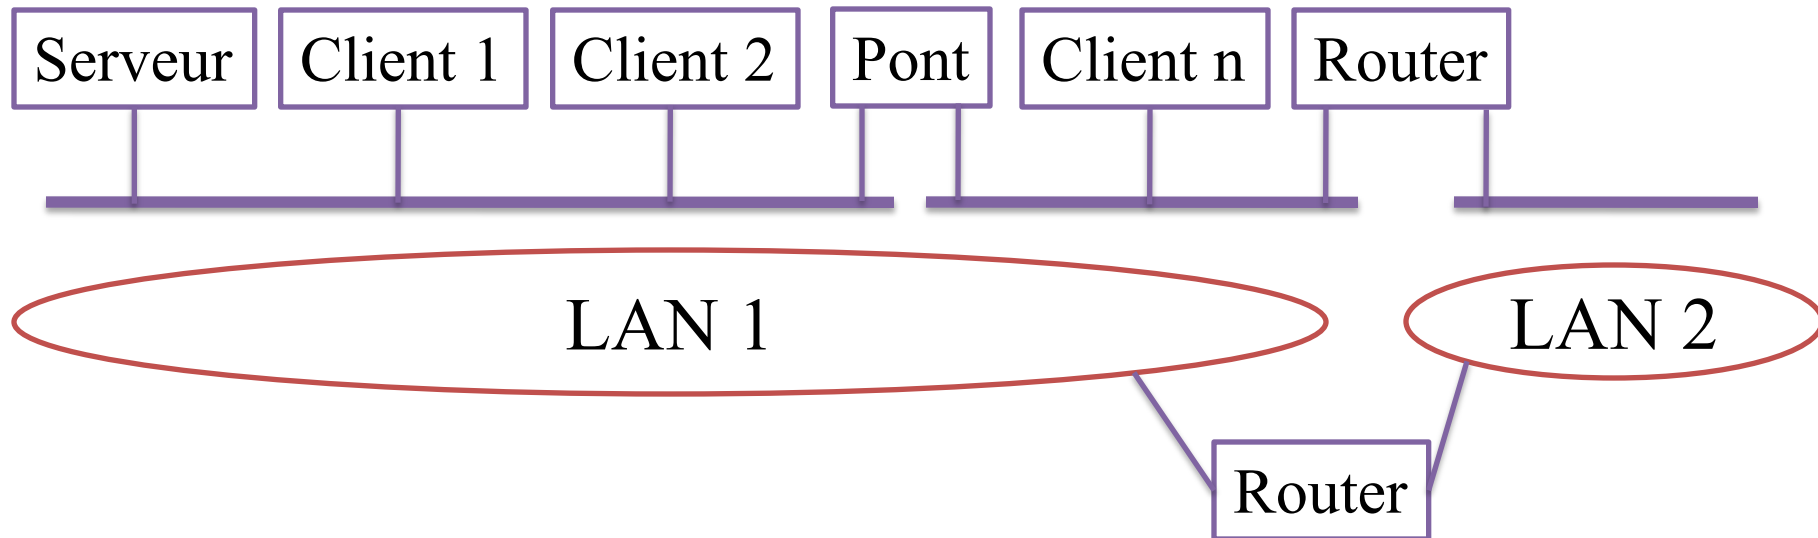 Serveur
Client 1
Client 2
Pont
Client n
Router
LAN 1
LAN 2
Router